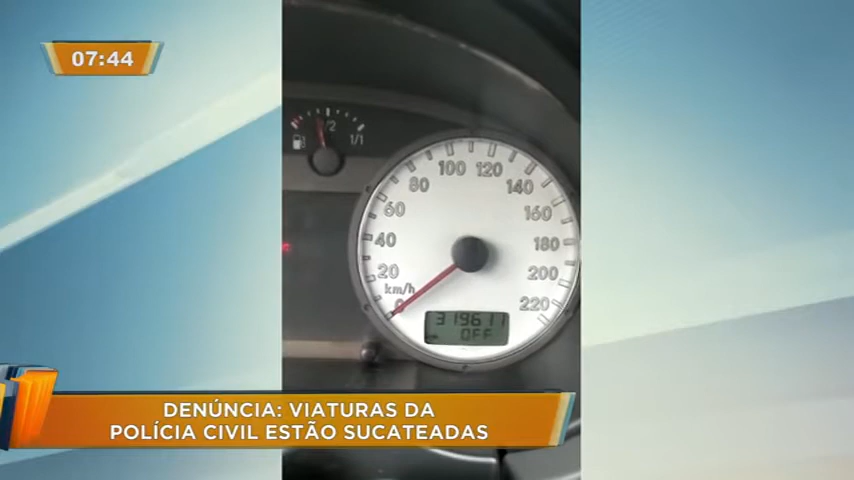 07:44
1/2
1/1
100 120
80 140
60 160
40 180
20 200
km/h
0 220
319611
OFF
DENÚNCIA: VIATURAS DA
POLÍCIA CIVIL ESTÃO SUCATEADAS